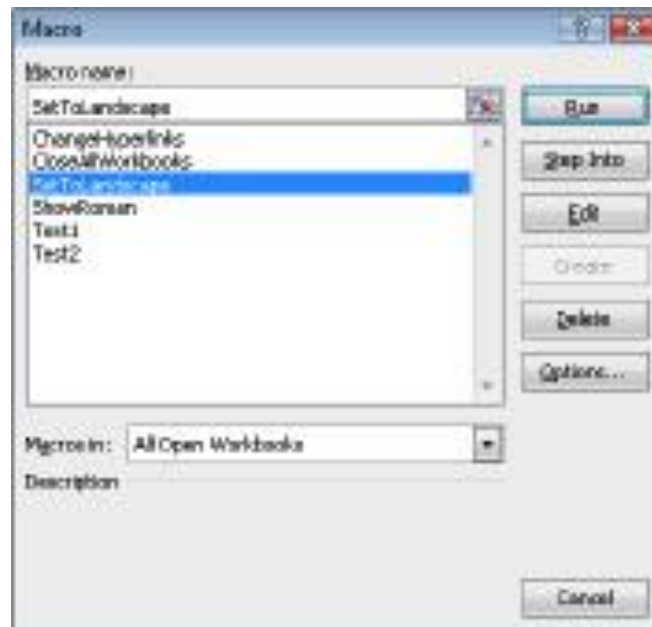 Macro
Macro name:
SetToLandscape
Run
ChangeHyperlinks
CloseAllWorkbooks
Step Into
SetToLandscape
ShowRoman
Edit
Test1
Test2
Create
Delete
Options...
Macros in: All Open Workbooks
Description
Cancel